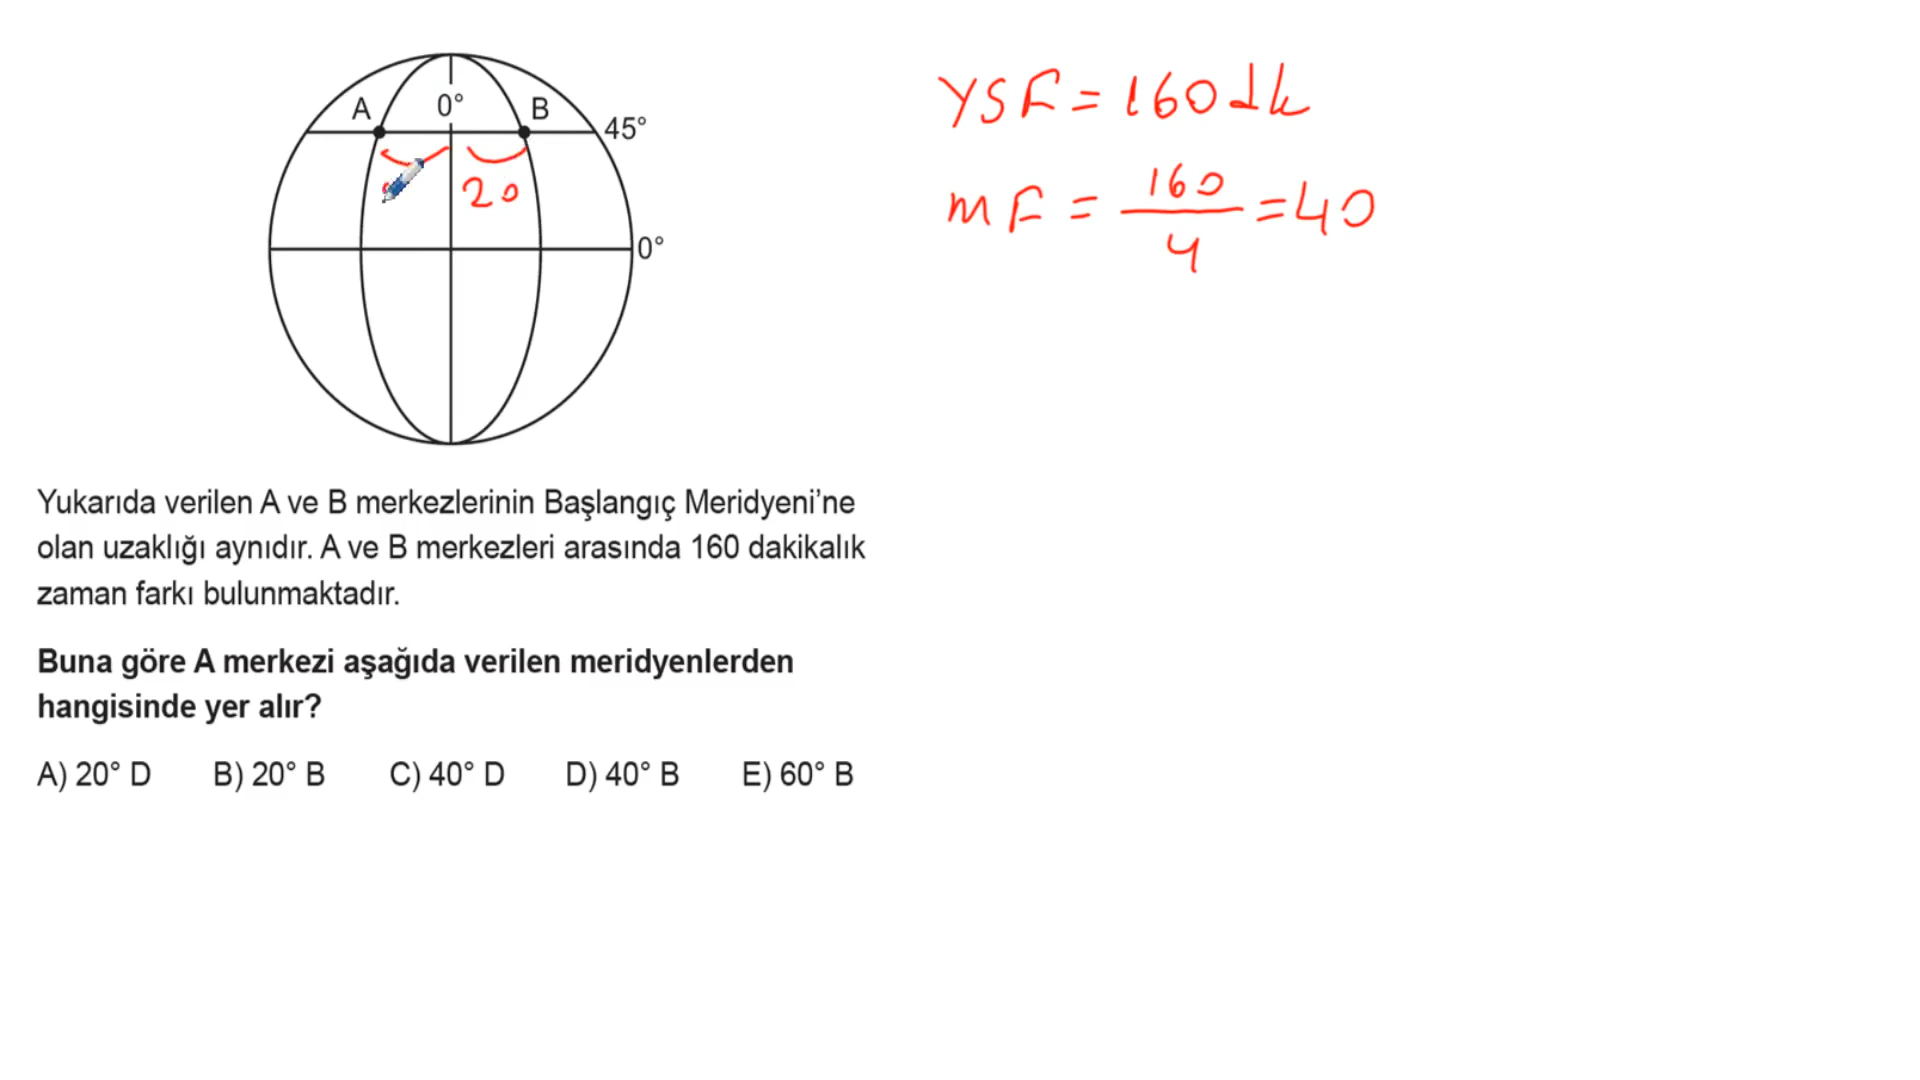 A 0° B
45°
20
0°
YSF = 160 dk
MF = 160/4 = 40
Yukarıda verilen A ve B merkezlerinin Başlangıç Meridyeni’ne
olan uzaklığı aynıdır. A ve B merkezleri arasında 160 dakikalık
zaman farkı bulunmaktadır.
Buna göre A merkezi aşağıda verilen meridyenlerden
hangisinde yer alır?
A) 20° D B) 20° B C) 40° D D) 40° B E) 60° B